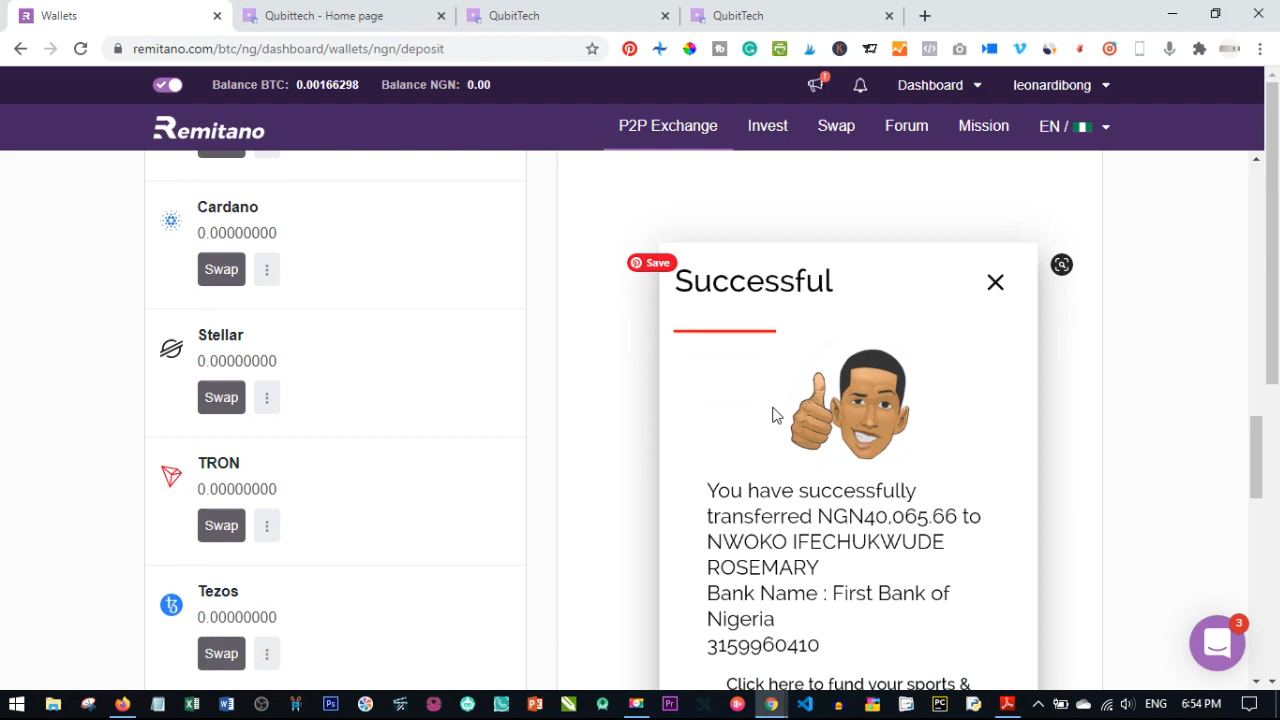 Wallets
Qubittech - Home page
QubitTech
QubitTech
remitano.com/btc/ng/dashboard/wallets/ngn/deposit
Balance BTC: 0.00166298
Balance NGN: 0.00
Dashboard
leonardibong
Remitano
P2P Exchange
Invest
Swap
Forum
Mission
EN /
Cardano
0.00000000
Swap
Stellar
0.00000000
Swap
TRON
0.00000000
Swap
Tezos
0.00000000
Swap
Save
Successful
You have successfully
transferred NGN40,065.66 to
NWOKO IFECHUKWUDE
ROSEMARY
Bank Name : First Bank of
Nigeria
3159960410
Click here to fund your sports &
3
ENG
6:54 PM